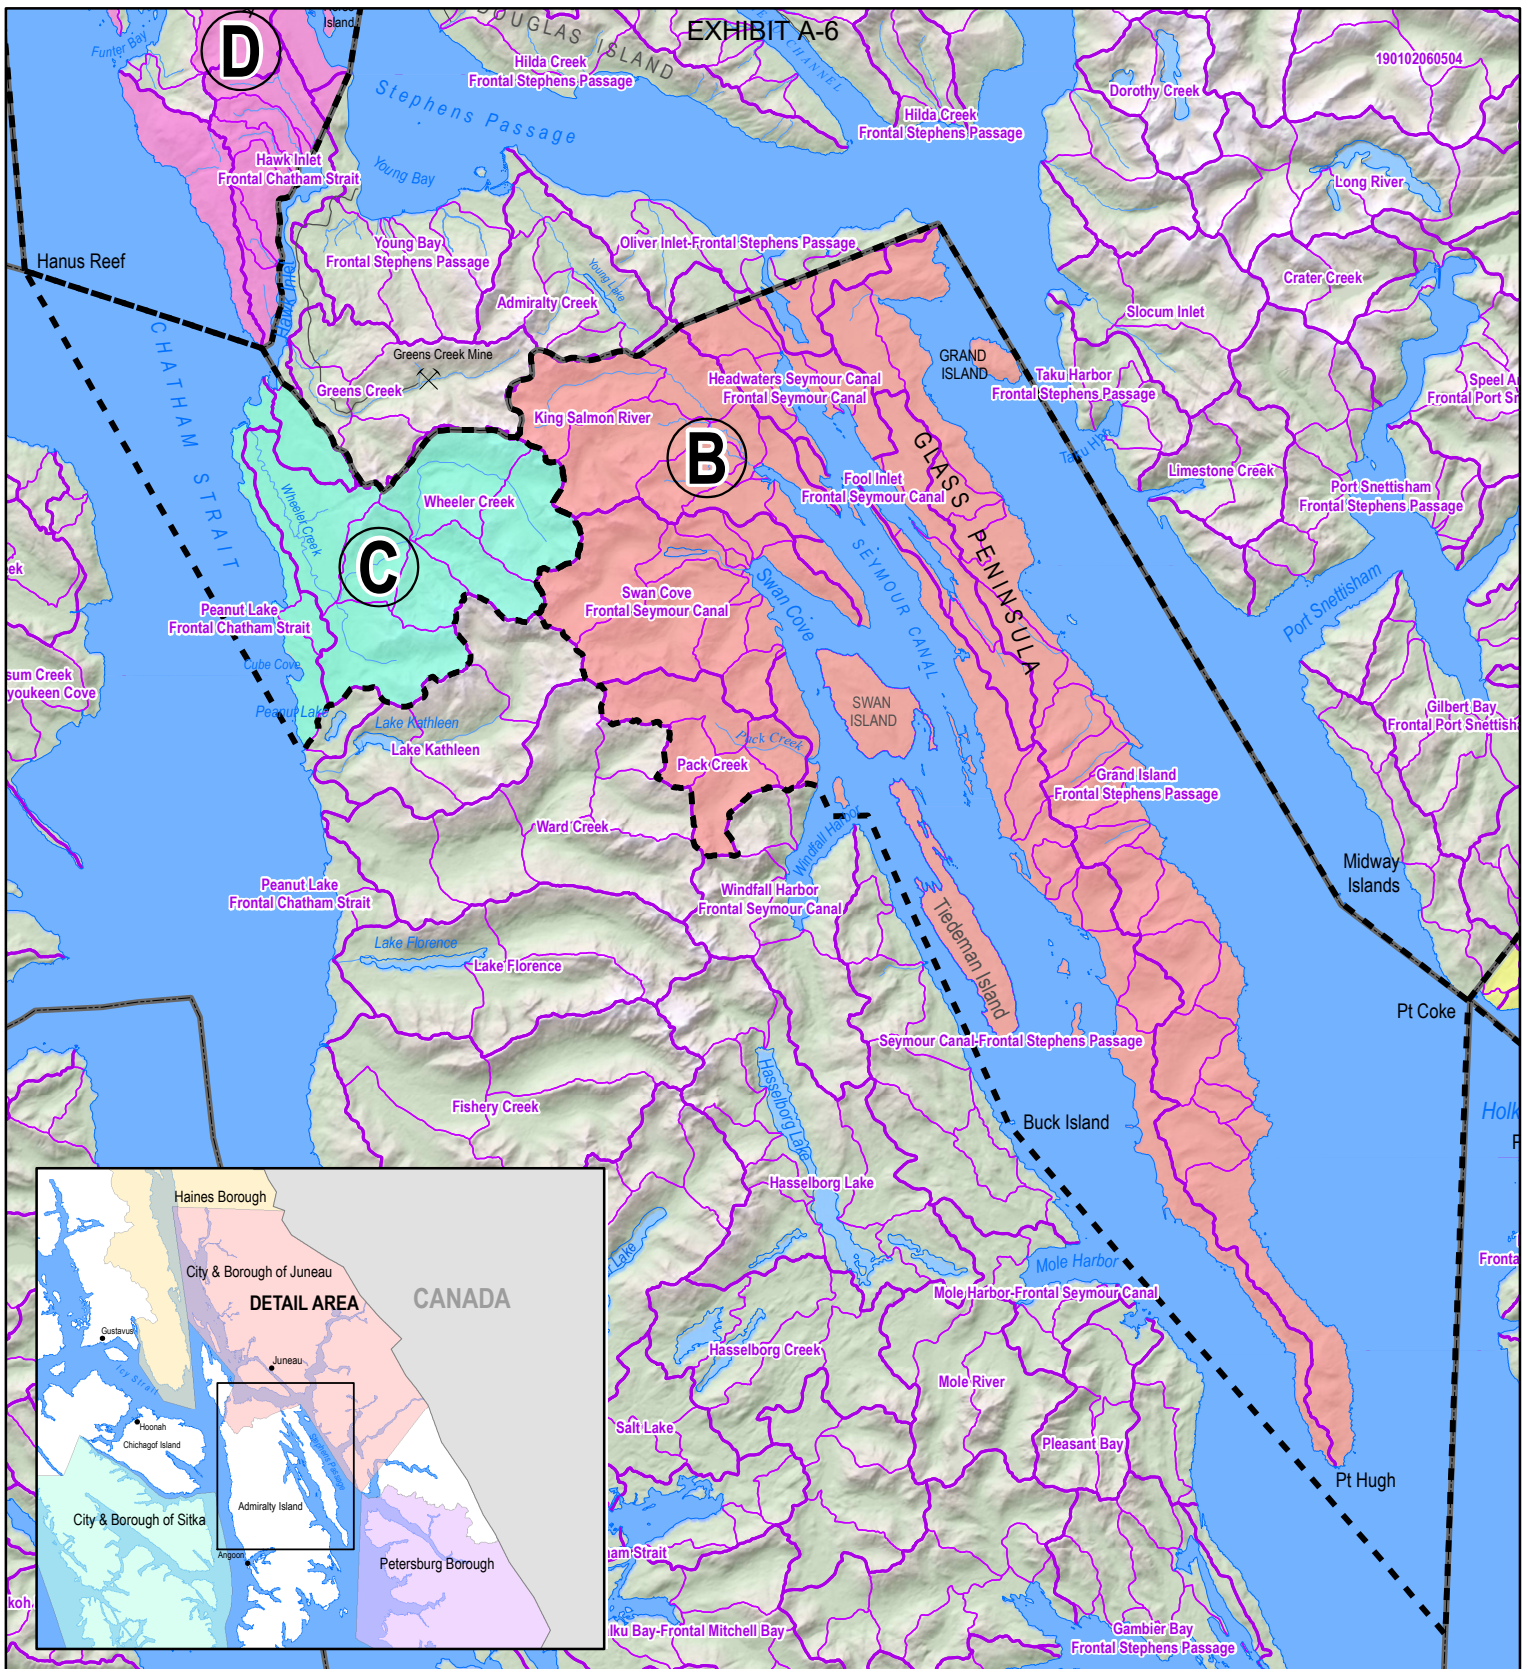 EXHIBIT A-6
D
Island
Funter Bay
DOUGLAS ISLAND
CHANNEL
Hilda Creek
Frontal Stephens Passage
190102060504
Dorothy Creek
Stephens Passage
Hilda Creek
Frontal Stephens Passage
Hawk Inlet
Frontal Chatham Strait
Young Bay
Long River
Young Bay
Frontal Stephens Passage
Oliver Inlet-Frontal Stephens Passage
Hanus Reef
Hawk Inlet
Young Lake
Crater Creek
Admiralty Creek
Slocum Inlet
CHATHAM STRAIT
Greens Creek Mine
GRAND
ISLAND
Greens Creek
Headwaters Seymour Canal
Frontal Seymour Canal
Taku Harbor
Frontal Stephens Passage
Speel A
Frontal Port Sn
King Salmon River
B
GLASS PENINSULA
Taku Hbr
Limestone Creek
Fool Inlet
Frontal Seymour Canal
Port Snettisham
Frontal Stephens Passage
Wheeler Creek
Wheeler Creek
C
SEYMOUR CANAL
ek
Swan Cove
Swan Cove
Frontal Seymour Canal
Port Snettisham
Peanut Lake
Frontal Chatham Strait
Cube Cove
sum Creek
youkeen Cove
SWAN
ISLAND
Peanut Lake
Lake Kathleen
Gilbert Bay
Frontal Port Snettish
Lake Kathleen
Pack Creek
Pack Creek
Grand Island
Frontal Stephens Passage
Ward Creek
Windfall Harbor
Midway
Islands
Peanut Lake
Frontal Chatham Strait
Windfall Harbor
Frontal Seymour Canal
Tiedeman Island
Lake Florence
Lake Florence
Pt Coke
Seymour Canal-Frontal Stephens Passage
Hasselborg Lake
Fishery Creek
Buck Island
Holk
F
Hasselborg Lake
Haines Borough
City & Borough of Juneau
DETAIL AREA
CANADA
Gustavus
Icy Strait
Juneau
Hoonah
Chichagof Island
Stephens Passage
Admiralty Island
City & Borough of Sitka
Angoon
Petersburg Borough
r Lake
Mole Harbor
Fronta
Mole Harbor-Frontal Seymour Canal
Hasselborg Creek
Mole River
Salt Lake
Pleasant Bay
Pt Hugh
am Strait
koh
lku Bay-Frontal Mitchell Bay
Gambier Bay
Frontal Stephens Passage